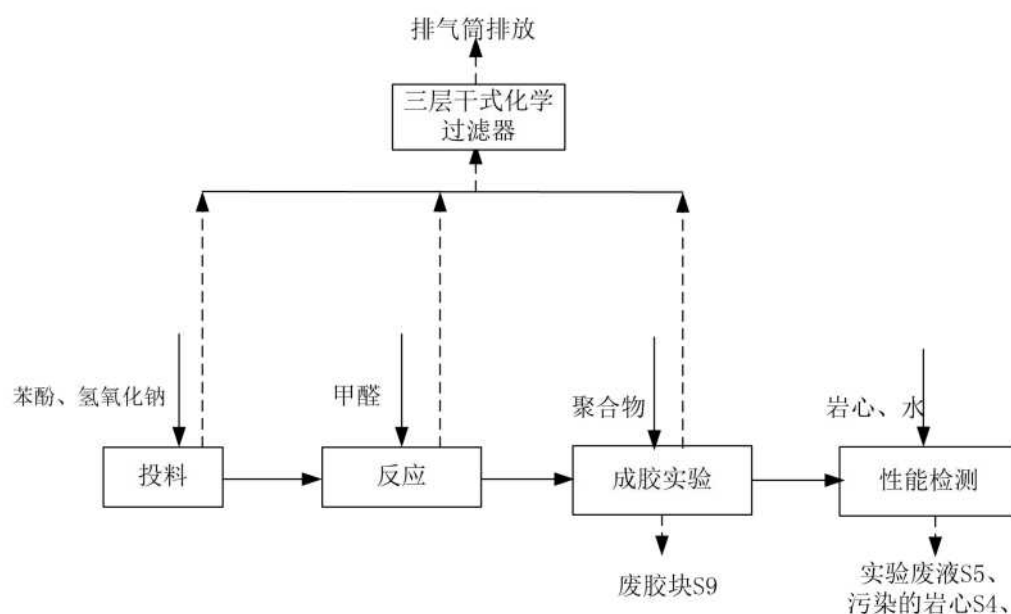 排气筒排放
三层干式化学
过滤器
苯酚、氢氧化钠
甲醛
聚合物
岩心、水
投料
反应
成胶实验
性能检测
废胶块S9
实验废液S5、
污染的岩心S4、